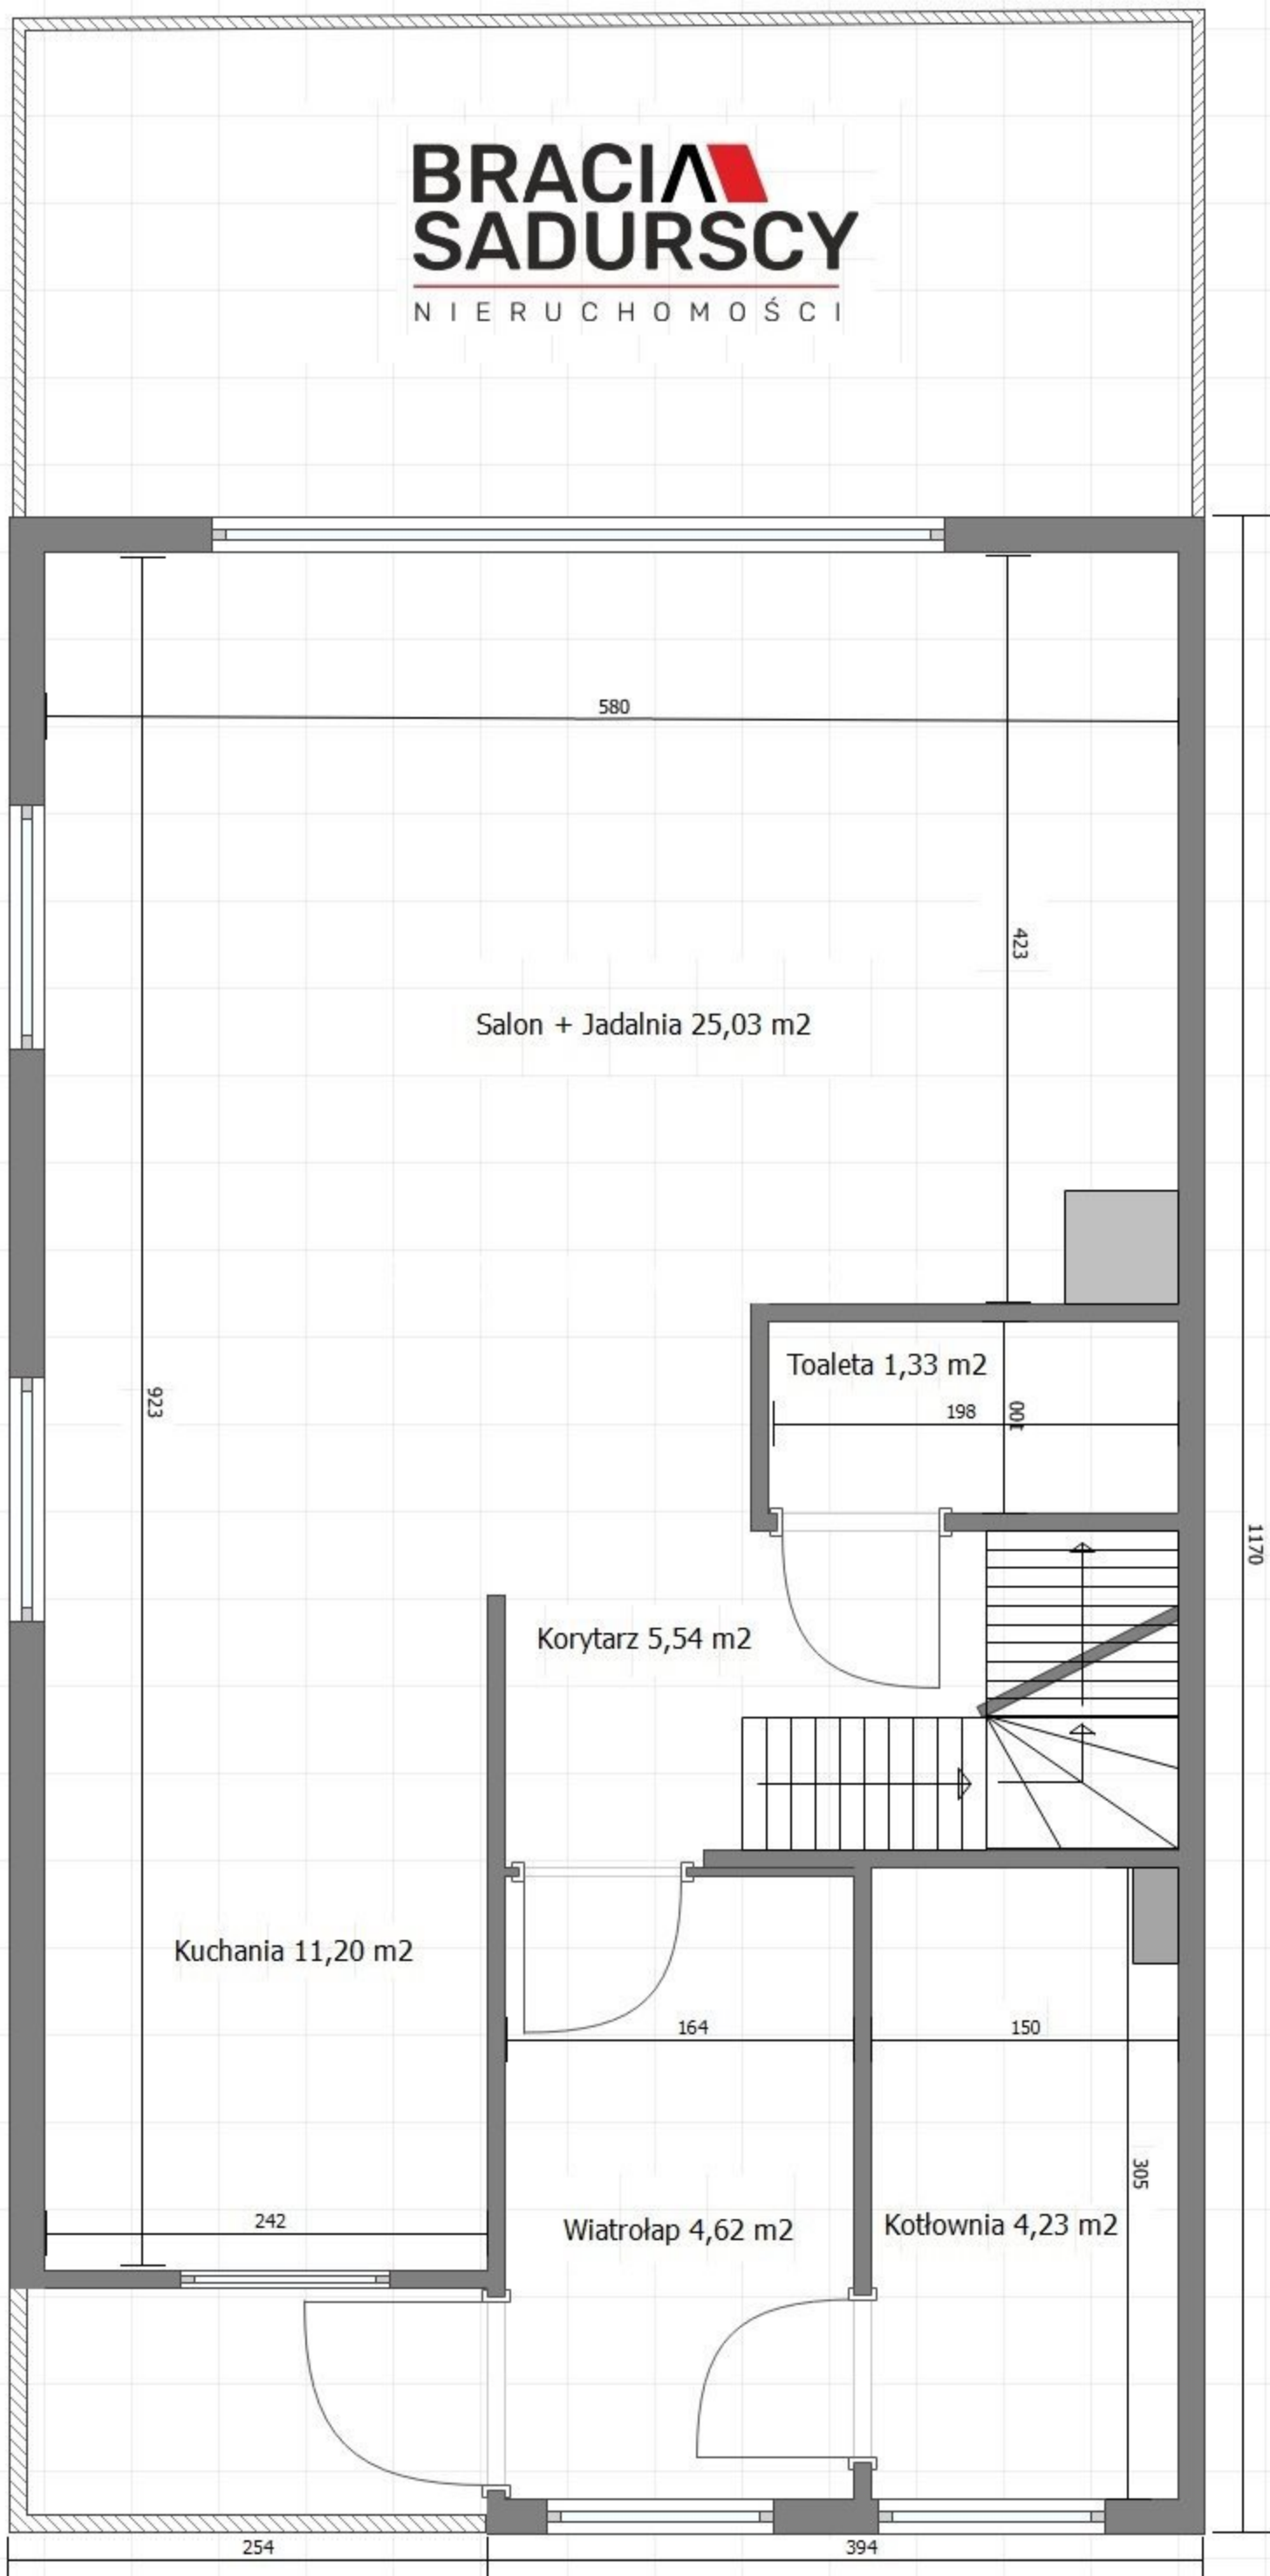 BRACIA
SADURSCY
NIERUCHOMOŚCI
580
423
Salon + Jadalnia 25,03 m2
Toaleta 1,33 m2
198
100
923
1170
Korytarz 5,54 m2
Kuchania 11,20 m2
164
150
305
242
Wiatrołap 4,62 m2
Kotłownia 4,23 m2
254
394